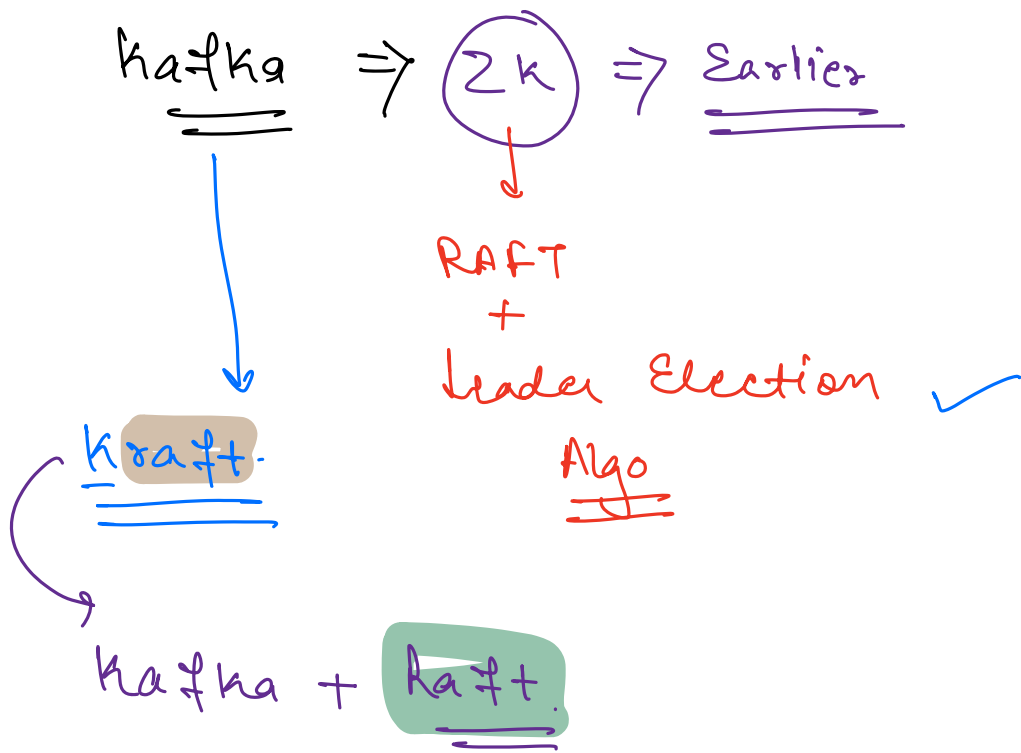 Kafka ⇒ ZK ⇒ Earlier
RAFT
+
Leader Election
Algo
Kraft.
Kafka + Raft.